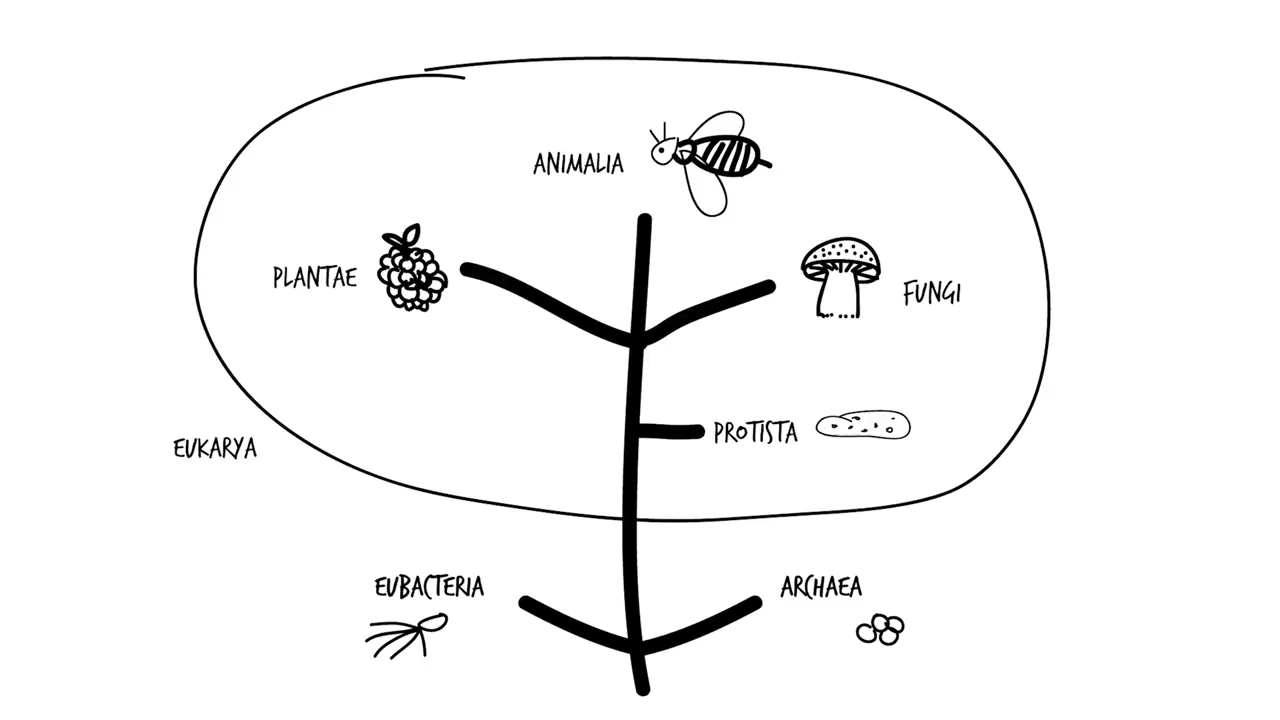 ANIMALIA
PLANTAE
FUNGI
PROTISTA
EUKARYA
EUBACTERIA
ARCHAEA